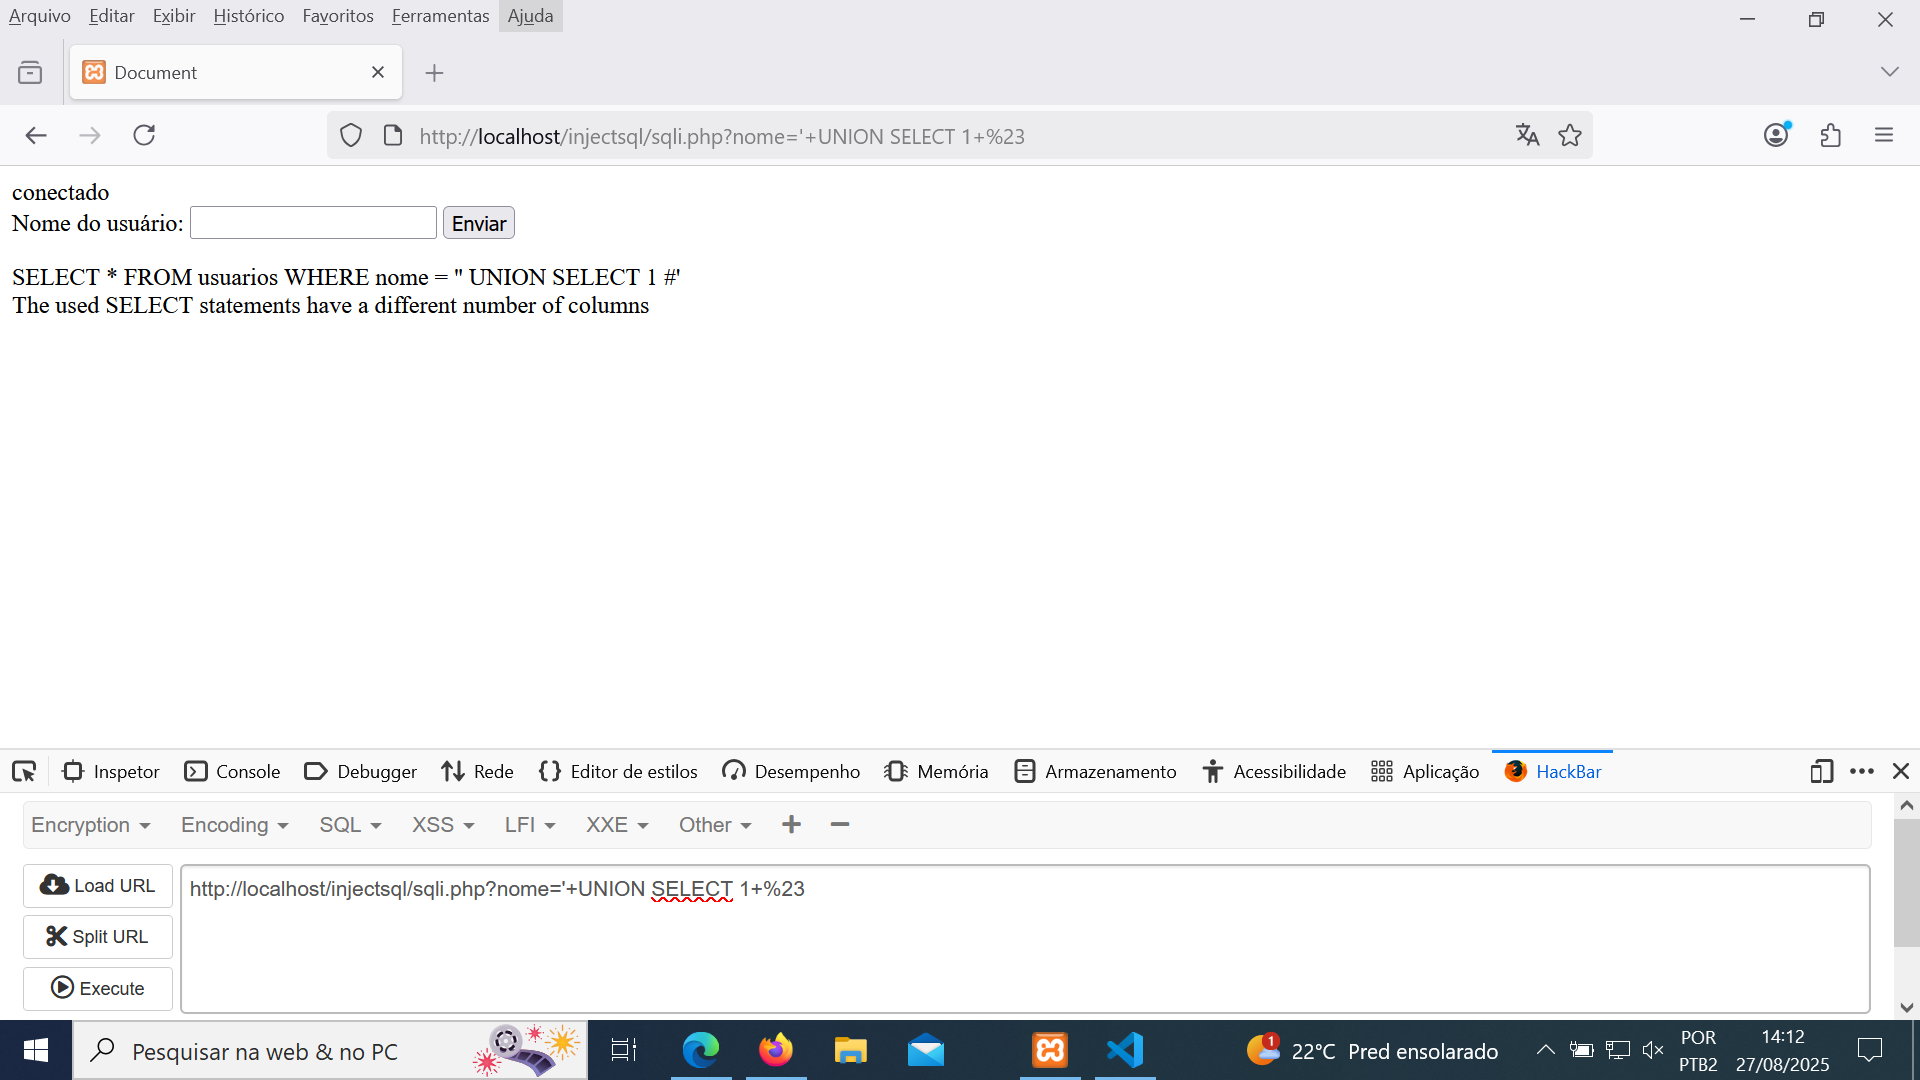 Arquivo Editar Exibir Histórico Favoritos Ferramentas Ajuda
Document
http://localhost/injectsql/sqli.php?nome='+UNION SELECT 1+%23
conectado
Nome do usuário: Enviar
SELECT * FROM usuarios WHERE nome = '' UNION SELECT 1 #'
The used SELECT statements have a different number of columns
Inspetor Console Debugger Rede Editor de estilos Desempenho Memória Armazenamento Acessibilidade Aplicação HackBar
Encryption Encoding SQL XSS LFI XXE Other
Load URL
http://localhost/injectsql/sqli.php?nome='+UNION SELECT 1+%23
Split URL
Execute
Pesquisar na web & no PC
1
22°C Pred ensolarado
POR
PTB2
14:12
27/08/2025